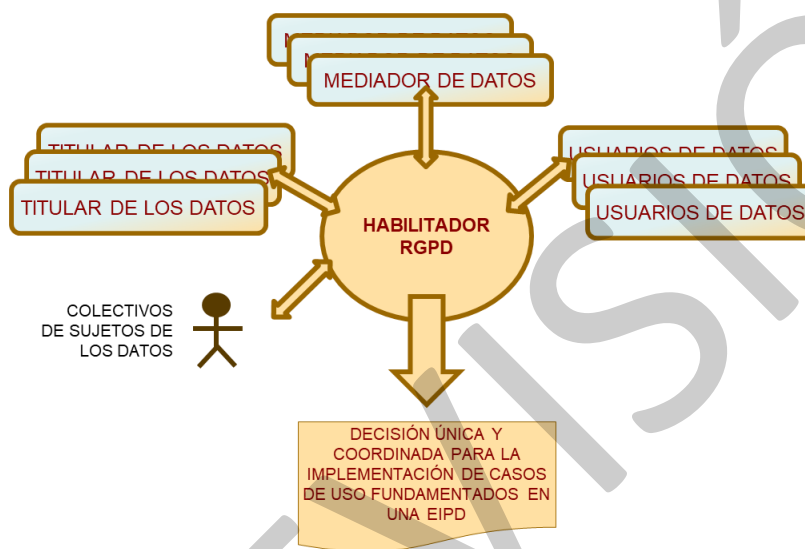 MEDIADOR DE DATOS
TITULAR DE LOS DATOS
TITULAR DE LOS DATOS
TITULAR DE LOS DATOS
USUARIOS DE DATOS
USUARIOS DE DATOS
USUARIOS DE DATOS
HABILITADOR
RGPD
COLECTIVOS
DE SUJETOS DE
LOS DATOS
DECISIÓN ÚNICA Y
COORDINADA PARA LA
IMPLEMENTACIÓN DE CASOS
DE USO FUNDAMENTADOS EN
UNA EIPD